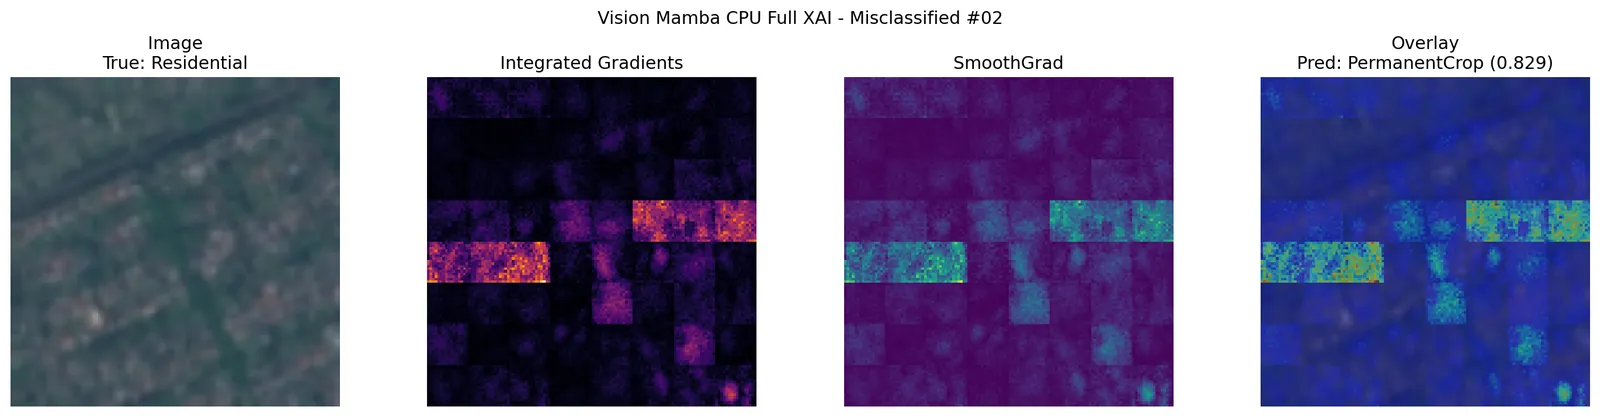 Vision Mamba CPU Full XAI - Misclassified #02
Image
True: Residential
Integrated Gradients
SmoothGrad
Overlay
Pred: PermanentCrop (0.829)